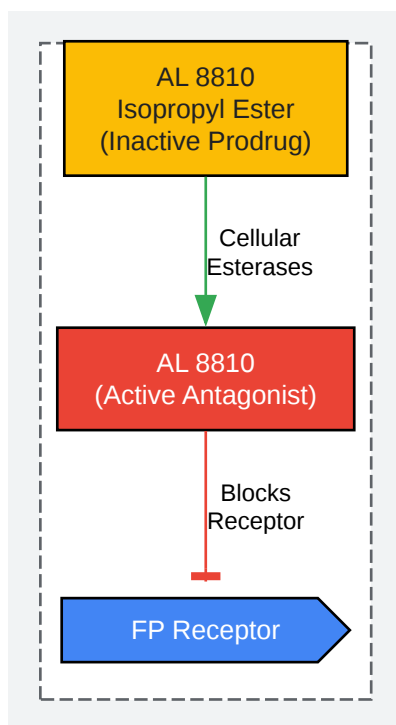 AL 8810
Isopropyl Ester
(Inactive Prodrug)
Cellular
Esterases
AL 8810
(Active Antagonist)
Blocks
Receptor
FP Receptor